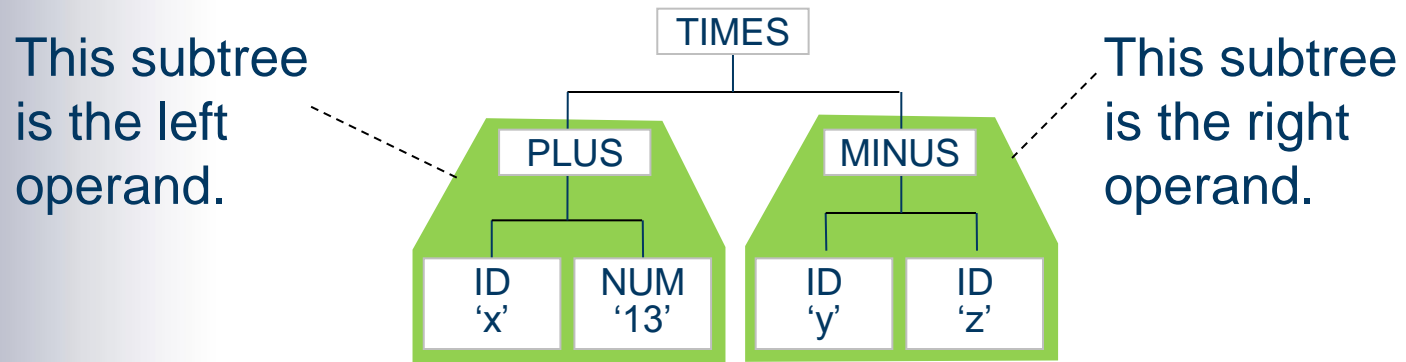 This subtree
is the left
operand.
TIMES
This subtree
is the right
operand.
PLUS
MINUS
ID
‘x’
NUM
‘13’
ID
‘y’
ID
‘z’